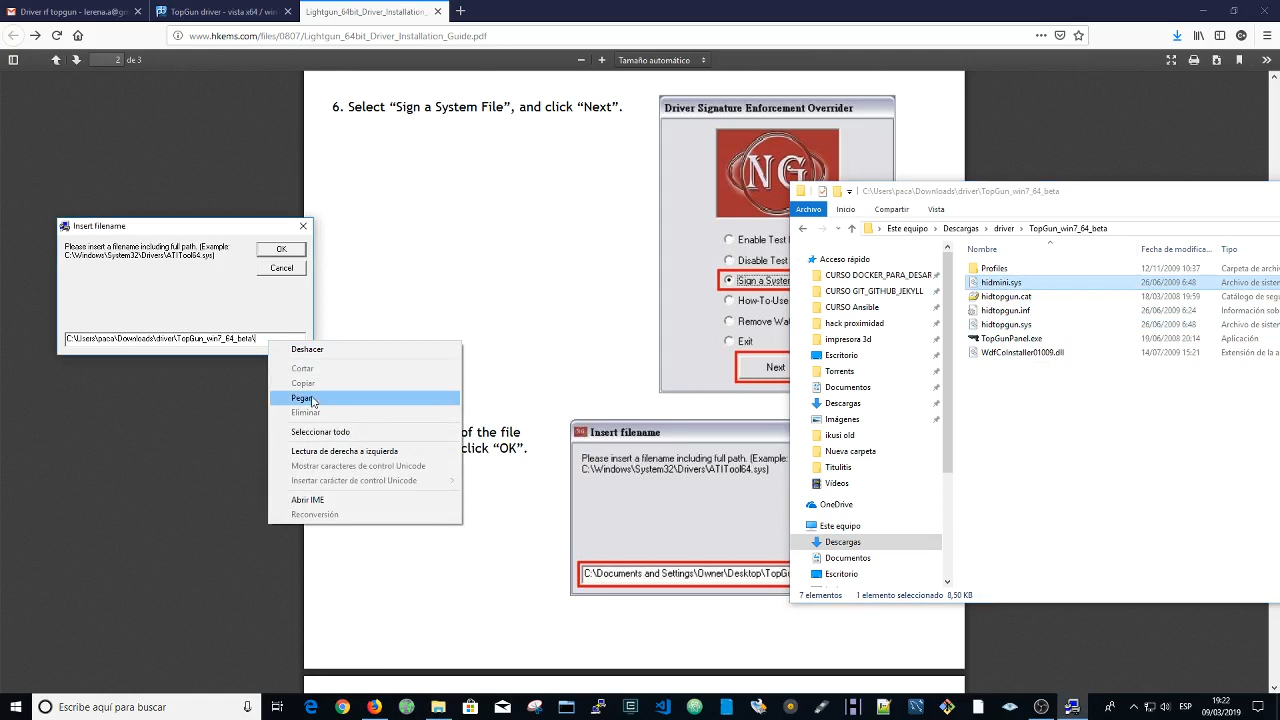 Driver rf topgun - lerena.a@gm
TopGun driver - vista x64 / win
Lightgun_64bit_Driver_Installation_
www.hkems.com/files/0807/Lightgun_64bit_Driver_Installation_Guide.pdf
2 de 3
Tamaño automático
6. Select “Sign a System File”, and click “Next”.
Driver Signature Enforcement Overrider
NG
Enable Test
Disable Test
Sign a System
How-To-Use
Remove Wa
Exit
Next
Insert filename
Please insert a filename including full path. (Example:
C:\Windows\System32\Drivers\ATITool64.sys)
OK
Cancel
C:\Users\paca\Downloads\driver\TopGun_win7_64_beta\
Deshacer
Cortar
Copiar
Pegar
Eliminar
Seleccionar todo
Lectura de derecha a izquierda
Mostrar caracteres de control Unicode
Insertar carácter de control Unicode
Abrir IME
Reconversión
of the file
click “OK”.
NG Insert filename
Please insert a filename including full path. (Example:
C:\Windows\System32\Drivers\ATITool64.sys)
C:\Documents and Settings\Owner\Desktop\TopGu
C:\Users\paca\Downloads\driver\TopGun_win7_64_beta
Archivo Inicio Compartir Vista
Este equipo Descargas driver TopGun_win7_64_beta
Acceso rápido
CURSO DOCKER_PARA_DESAR
CURSO GIT_GITHUB_JEKYLL
CURSO Ansible
hack proximidad
impresora 3d
Escritorio
Torrents
Documentos
Descargas
Imágenes
ikusi old
Nueva carpeta
Titulitis
Vídeos
OneDrive
Este equipo
Descargas
Documentos
Escritorio
Nombre Fecha de modifica... Tipo
Profiles 12/11/2009 10:37 Carpeta de archiv
hidmini.sys 26/06/2009 6:48 Archivo de sister
hidtopgun.cat 18/03/2008 19:59 Catálogo de segu
hidtopgun.inf 26/06/2009 6:24 Información sob
hidtopgun.sys 26/06/2009 6:48 Archivo de sister
TopGunPanel.exe 19/06/2008 20:14 Aplicación
WdfCoInstaller01009.dll 14/07/2009 15:21 Extensión de la a
7 elementos 1 elemento seleccionado 8,50 KB
Escribe aquí para buscar
ESP
19:22
09/03/2019